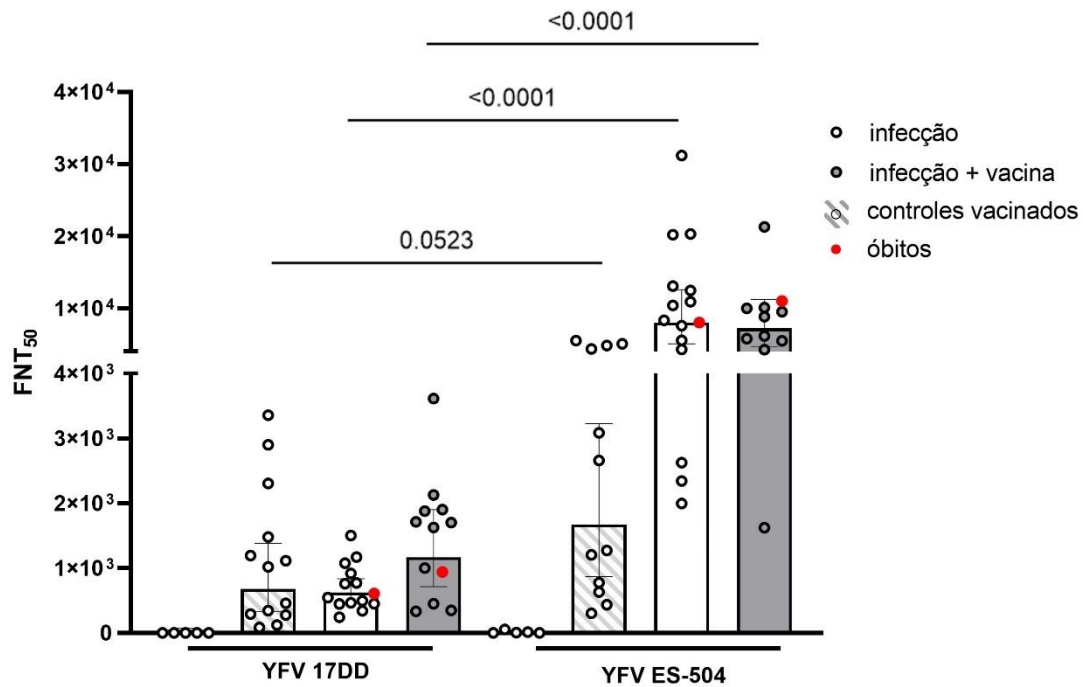 <0.0001
<0.0001
0.0523
infecção
infecção + vacina
controles vacinados
óbitos
FNT50
4×10⁴
3×10⁴
2×10⁴
1×10⁴
4×10³
3×10³
2×10³
1×10³
0
YFV 17DD
YFV ES-504